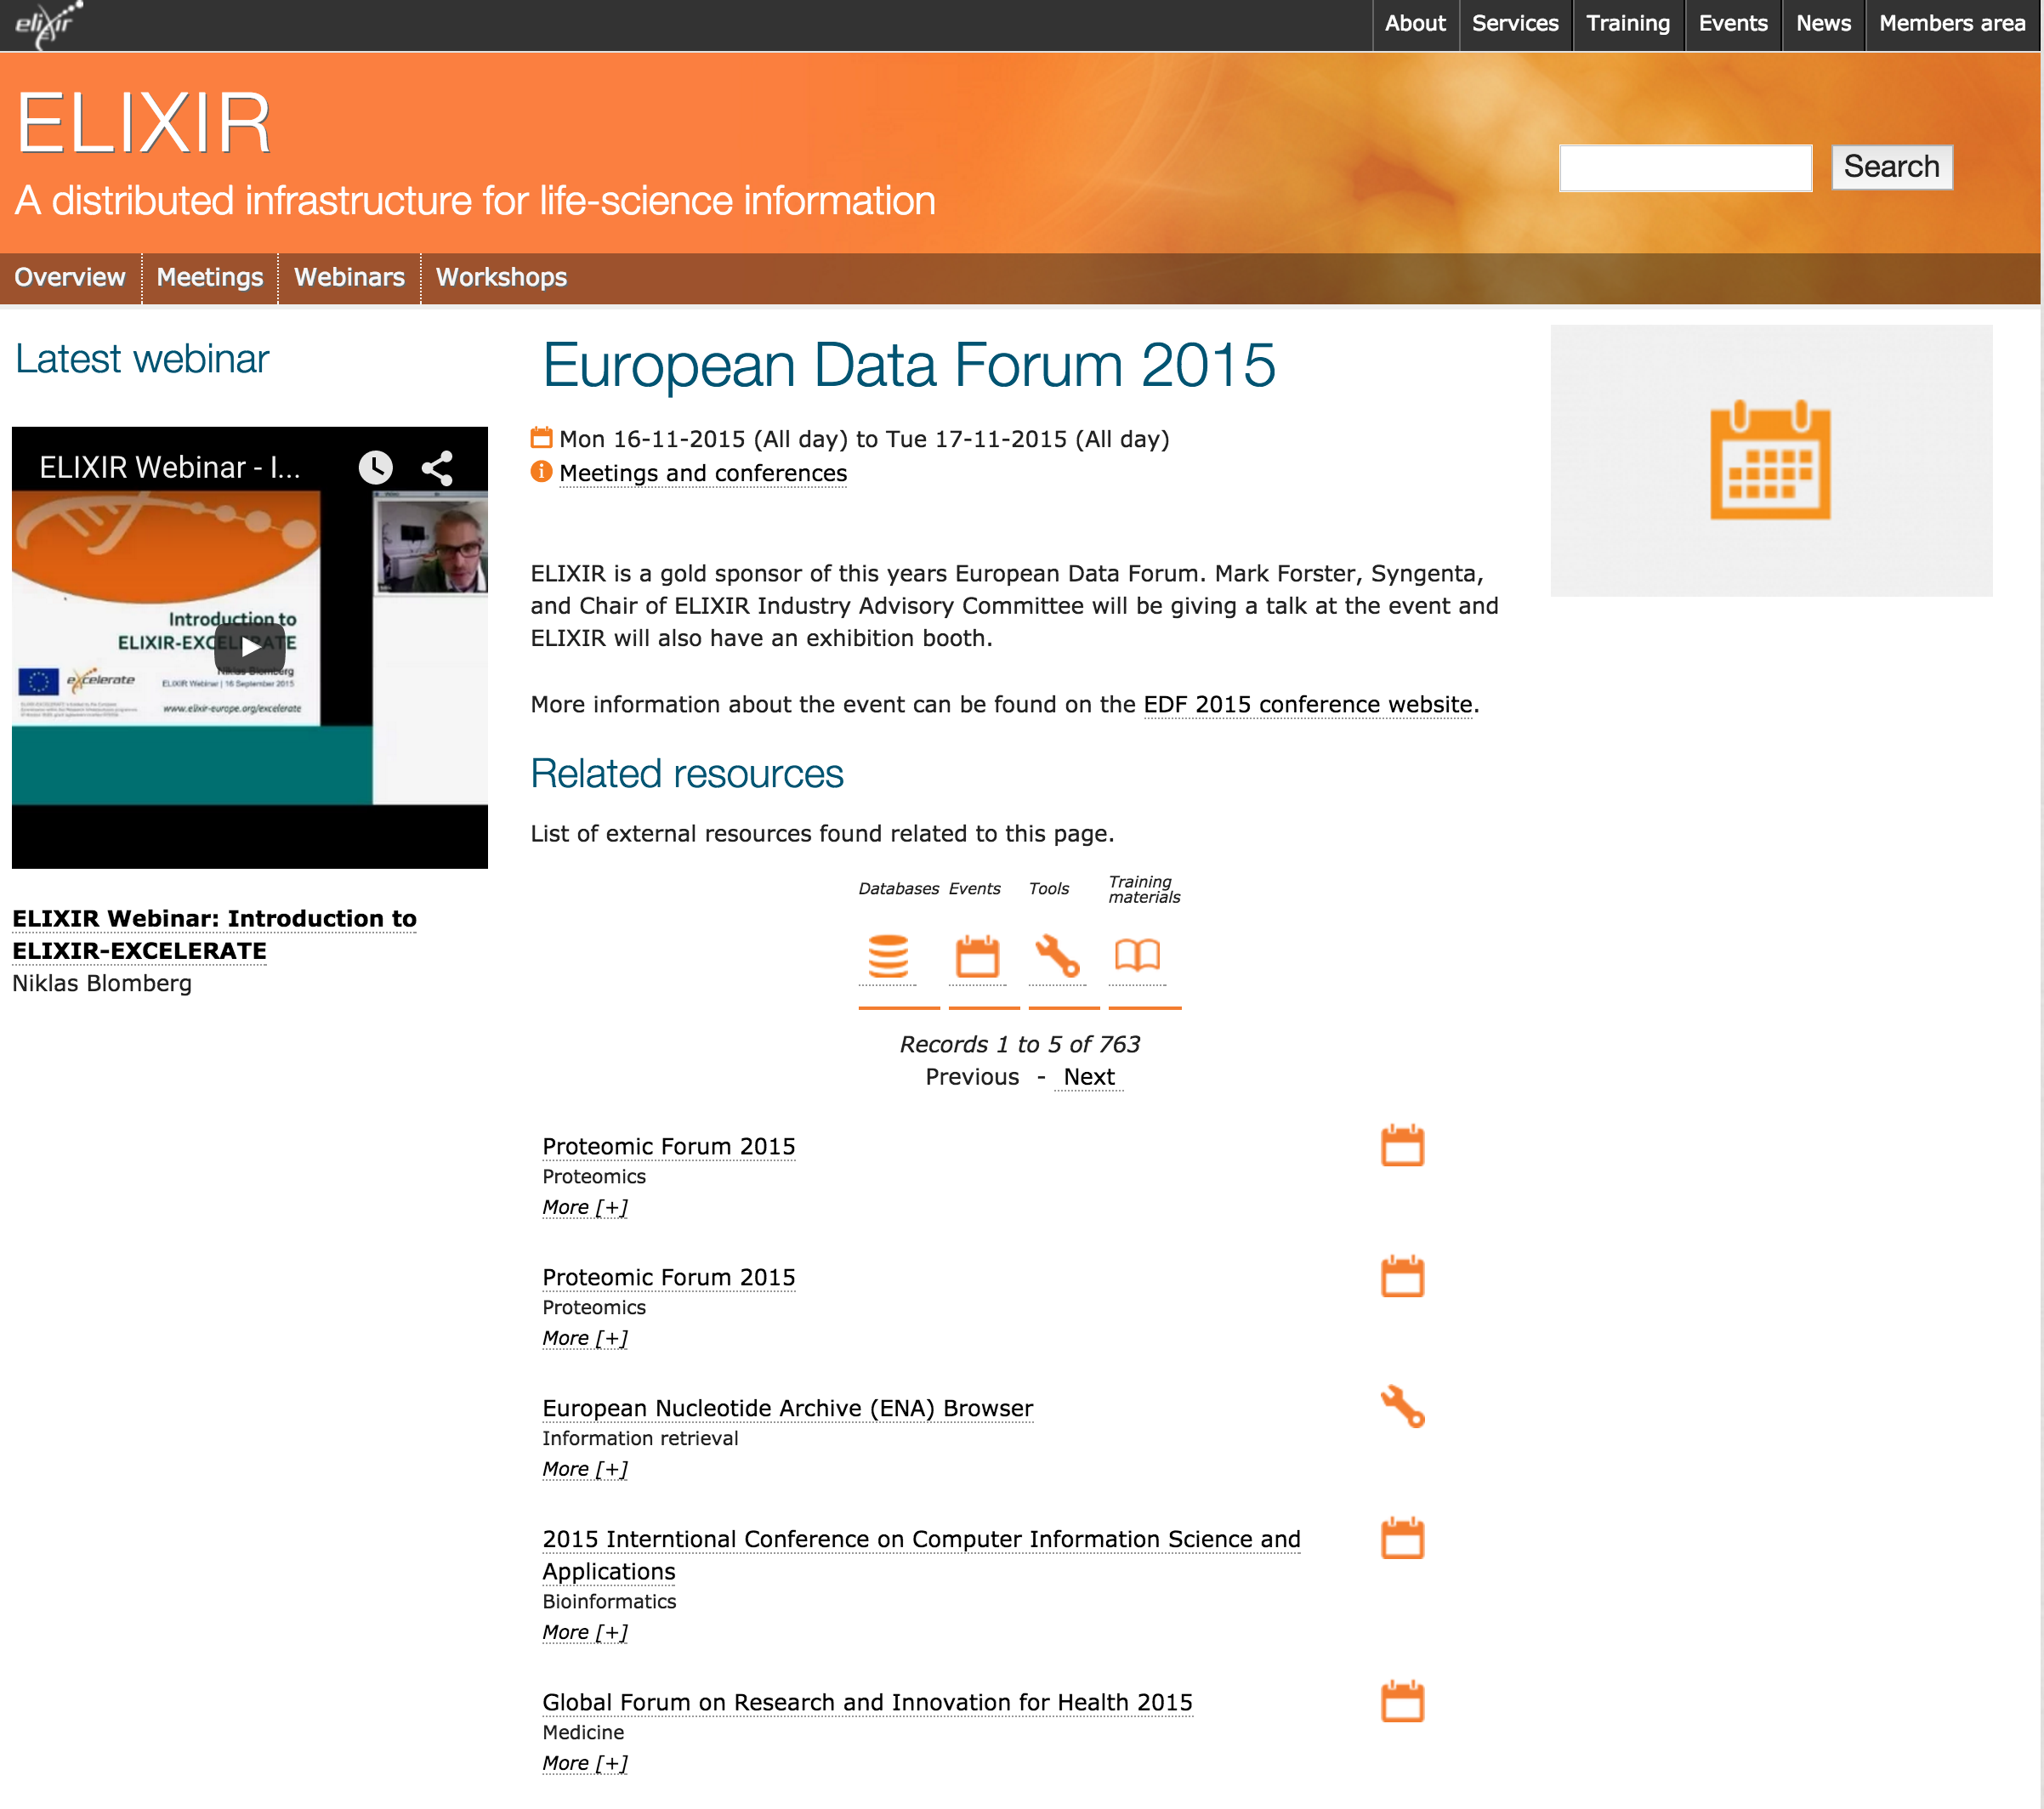 elixir
About
Services
Training
Events
News
Members area
ELIXIR
A distributed infrastructure for life-science information
Search
Overview
Meetings
Webinars
Workshops
Latest webinar
ELIXIR Webinar - I...
Introduction to
ELIXIR-EXCELERATE
Niklas Blomberg
excelerate
ELIXIR Webinar | 16 September 2015
www.elixir-europe.org/excelerate
ELIXIR Webinar: Introduction to
ELIXIR-EXCELERATE
Niklas Blomberg
European Data Forum 2015
Mon 16-11-2015 (All day) to Tue 17-11-2015 (All day)
Meetings and conferences
ELIXIR is a gold sponsor of this years European Data Forum. Mark Forster, Syngenta,
and Chair of ELIXIR Industry Advisory Committee will be giving a talk at the event and
ELIXIR will also have an exhibition booth.
More information about the event can be found on the EDF 2015 conference website.
Related resources
List of external resources found related to this page.
Databases
Events
Tools
Training
materials
Records 1 to 5 of 763
Previous - Next
Proteomic Forum 2015
Proteomics
More [+]
Proteomic Forum 2015
Proteomics
More [+]
European Nucleotide Archive (ENA) Browser
Information retrieval
More [+]
2015 Interntional Conference on Computer Information Science and
Applications
Bioinformatics
More [+]
Global Forum on Research and Innovation for Health 2015
Medicine
More [+]